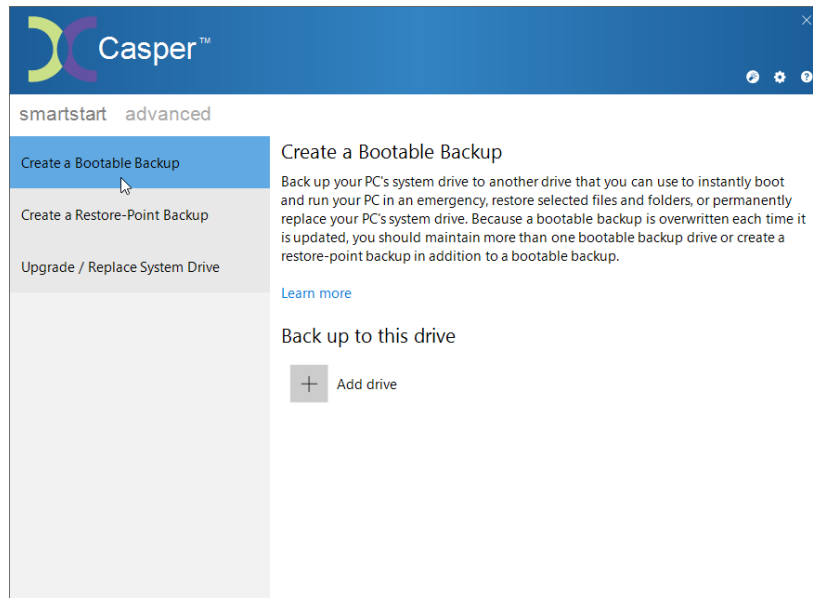 Casper™
smartstart advanced
Create a Bootable Backup
Create a Restore-Point Backup
Upgrade / Replace System Drive
Create a Bootable Backup
Back up your PC's system drive to another drive that you can use to instantly boot
and run your PC in an emergency, restore selected files and folders, or permanently
replace your PC's system drive. Because a bootable backup is overwritten each time it
is updated, you should maintain more than one bootable backup drive or create a
restore-point backup in addition to a bootable backup.
Learn more
Back up to this drive
Add drive